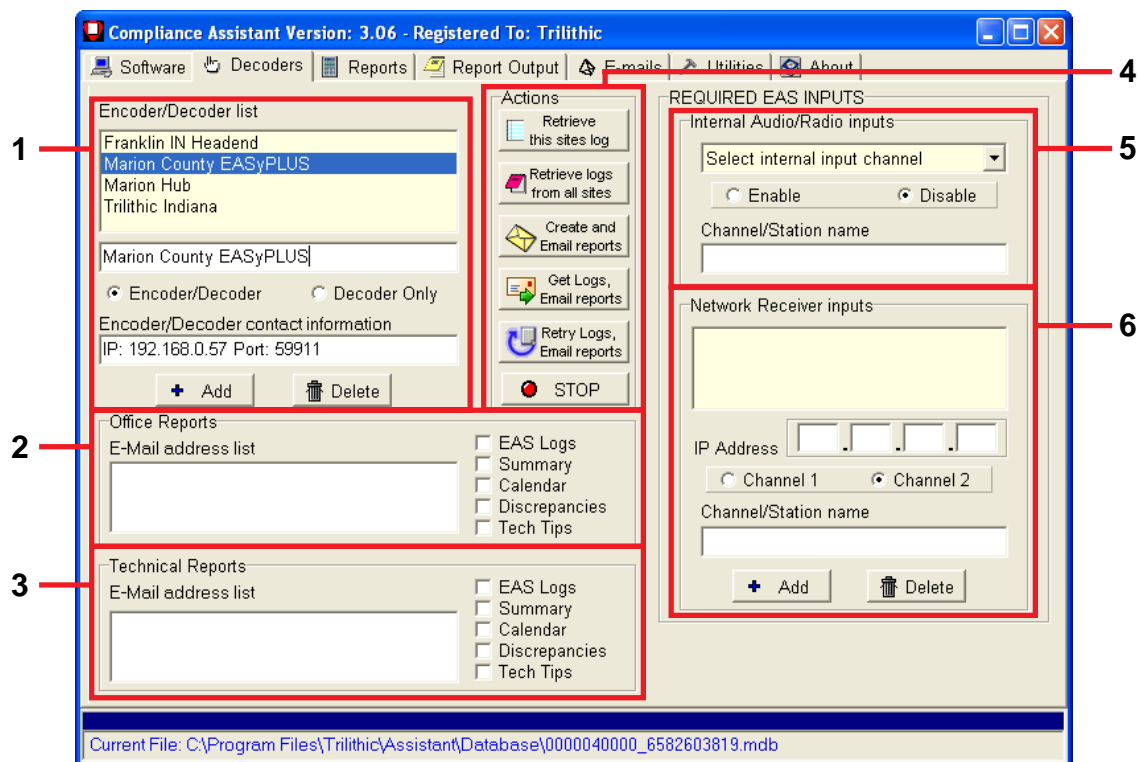 Compliance Assistant Version: 3.06 - Registered To: Trilithic
Software Decoders Reports Report Output E-mails Utilities About
1
Encoder/Decoder list
Franklin IN Headend
Marion County EASyPLUS
Marion Hub
Trilithic Indiana
Marion County EASyPLUS
Encoder/Decoder Decoder Only
Encoder/Decoder contact information
IP: 192.168.0.57 Port: 59911
Add Delete
2
Office Reports
E-Mail address list
EAS Logs
Summary
Calendar
Discrepancies
Tech Tips
3
Technical Reports
E-Mail address list
EAS Logs
Summary
Calendar
Discrepancies
Tech Tips
4
Actions
Retrieve
this sites log
Retrieve logs
from all sites
Create and
Email reports
Get Logs,
Email reports
Retry Logs,
Email reports
STOP
REQUIRED EAS INPUTS
5
Internal Audio/Radio inputs
Select internal input channel
Enable Disable
Channel/Station name
6
Network Receiver inputs
IP Address . . .
Channel 1 Channel 2
Channel/Station name
Add Delete
Current File: C:\Program Files\Trilithic\Assistant\Database\0000040000_6582603819.mdb